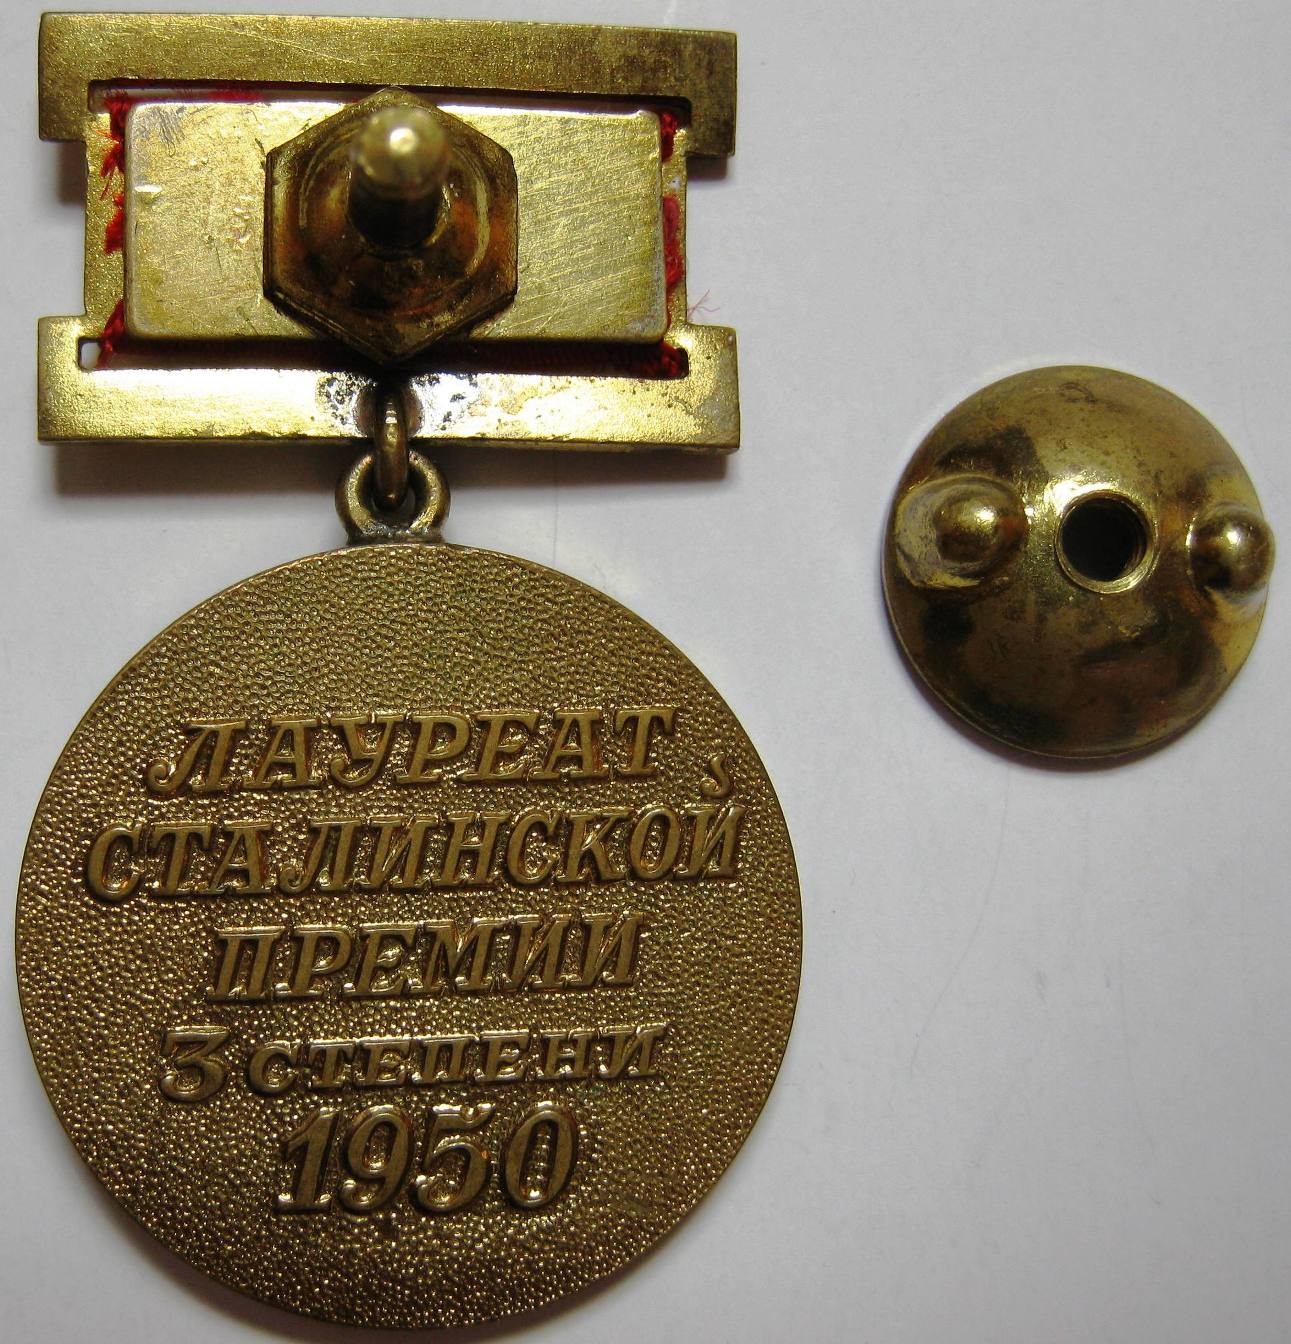 ЛАУРЕАТ
СТАЛИНСКОЙ
ПРЕМИИ
3 СТЕПЕНИ
1950